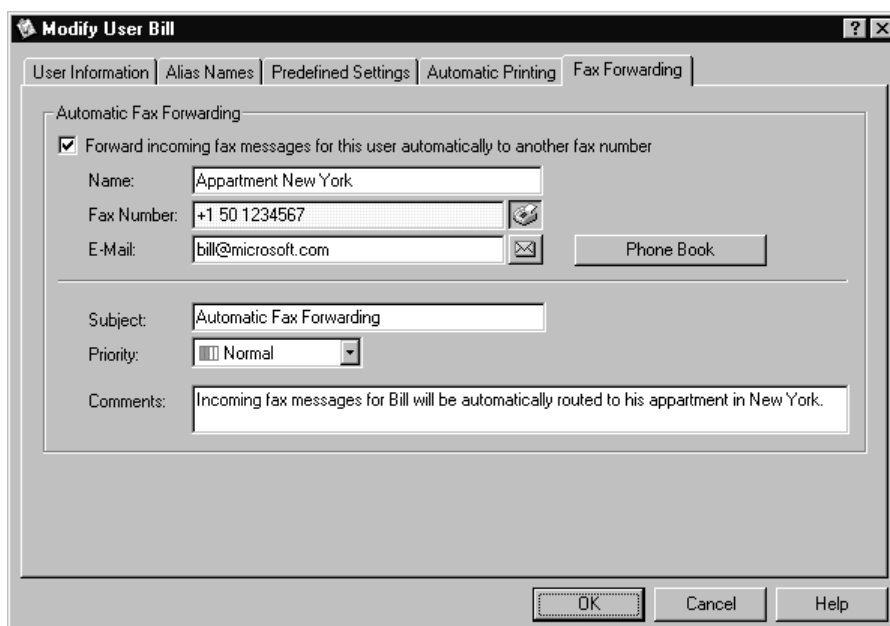 Modify User Bill
User Information Alias Names Predefined Settings Automatic Printing Fax Forwarding
Automatic Fax Forwarding
Forward incoming fax messages for this user automatically to another fax number
Name: Appartment New York
Fax Number: +1 50 1234567
E-Mail: bill@microsoft.com Phone Book
Subject: Automatic Fax Forwarding
Priority: Normal
Comments: Incoming fax messages for Bill will be automatically routed to his appartment in New York.
OK Cancel Help